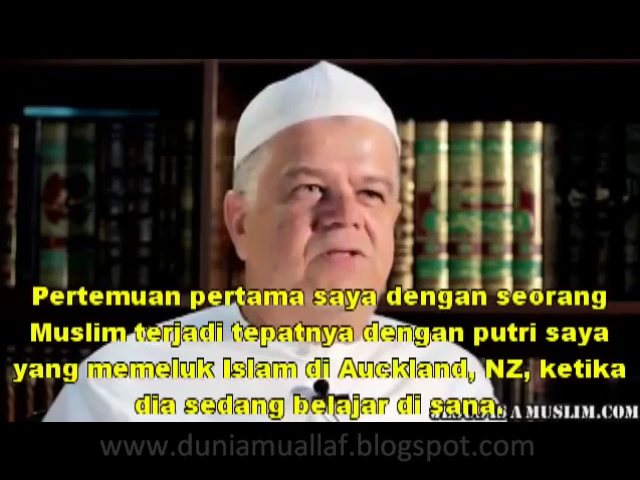 Pertemuan pertama saya dengan seorang
Muslim terjadi tepatnya dengan putri saya
yang memeluk Islam di Auckland, NZ, ketika
dia sedang belajar di sana.
A MUSLIM.COM
www.duniamuallaf.blogspot.com